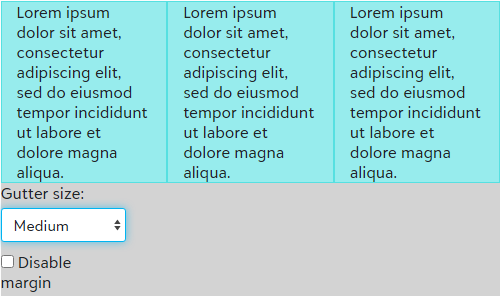 Lorem ipsum
dolor sit amet,
consectetur
adipiscing elit,
sed do eiusmod
tempor incididunt
ut labore et
dolore magna
aliqua.
Lorem ipsum
dolor sit amet,
consectetur
adipiscing elit,
sed do eiusmod
tempor incididunt
ut labore et
dolore magna
aliqua.
Lorem ipsum
dolor sit amet,
consectetur
adipiscing elit,
sed do eiusmod
tempor incididunt
ut labore et
dolore magna
aliqua.
Gutter size:
Medium
Disable
margin